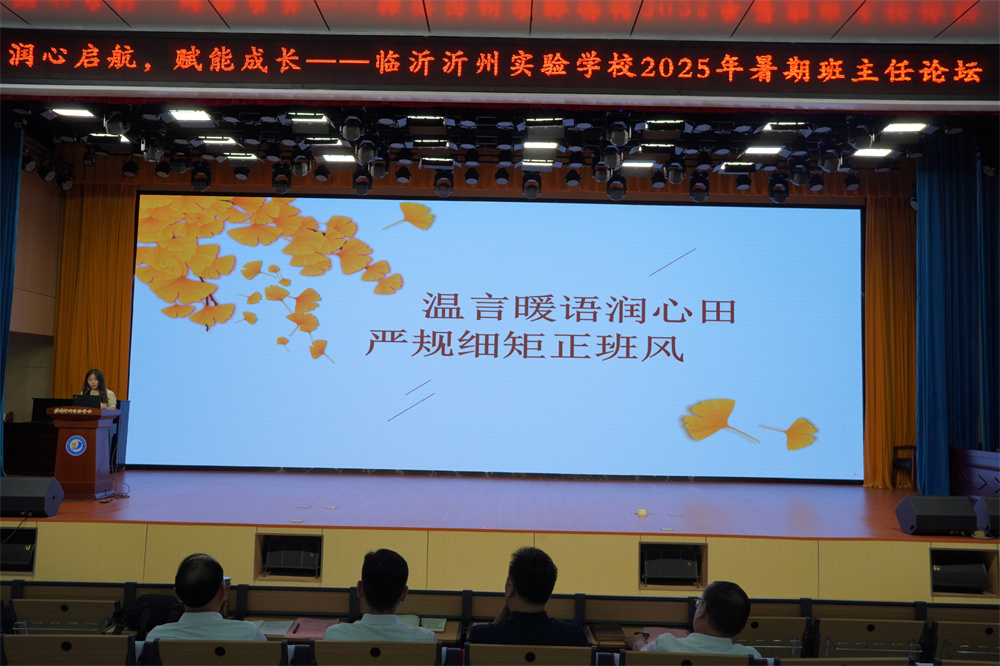 润心启航，赋能成长——临沂沂州实验学校2025年暑期班主任论坛
温言暖语润心田
严规细矩正班风